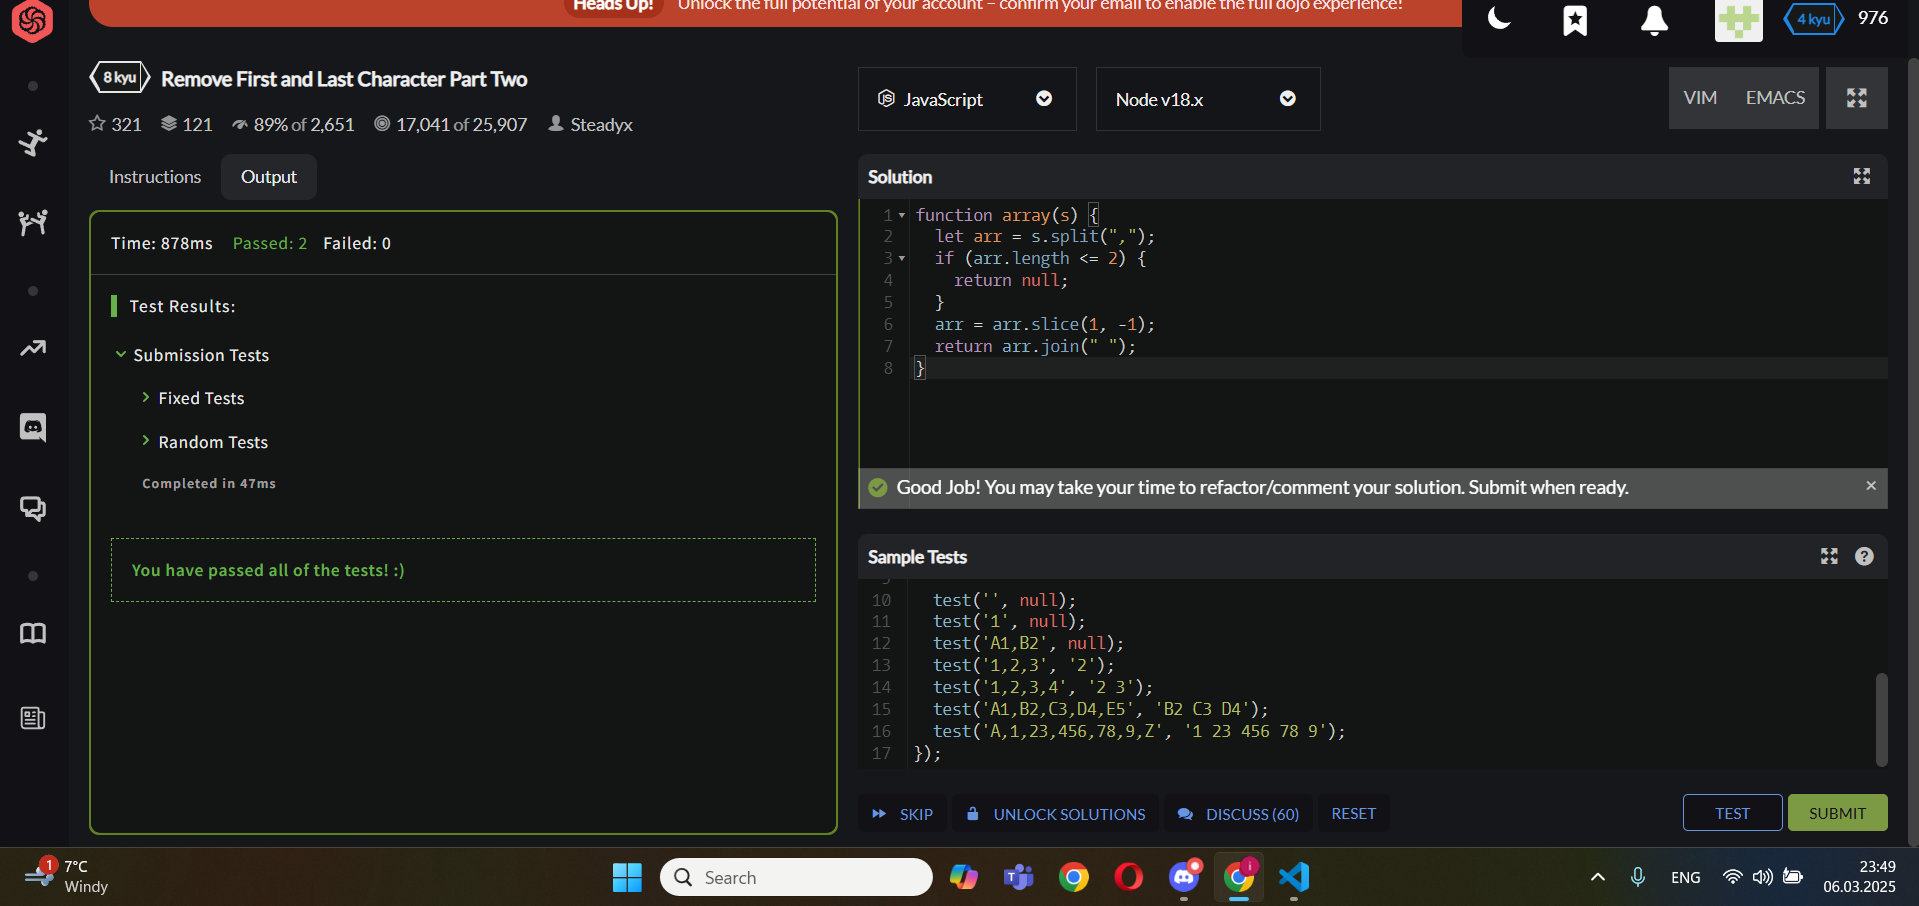 Heads Up! Unlock the full potential of your account – confirm your email to enable the full dojo experience!
4 kyu 976
8 kyu Remove First and Last Character Part Two
321 121 89% of 2,651 17,041 of 25,907 Steadyx
JavaScript
Node v18.x
VIM EMACS
Instructions
Output
Time: 878ms Passed: 2 Failed: 0
Test Results:
Submission Tests
Fixed Tests
Random Tests
Completed in 47ms
You have passed all of the tests! :)
Solution
1 function array(s) {
2 let arr = s.split(",");
3 if (arr.length <= 2) {
4 return null;
5 }
6 arr = arr.slice(1, -1);
7 return arr.join(" ");
8 }
Good Job! You may take your time to refactor/comment your solution. Submit when ready.
Sample Tests
10 test('', null);
11 test('1', null);
12 test('A1,B2', null);
13 test('1,2,3', '2');
14 test('1,2,3,4', '2 3');
15 test('A1,B2,C3,D4,E5', 'B2 C3 D4');
16 test('A,1,23,456,78,9,Z', '1 23 456 78 9');
17 });
SKIP
UNLOCK SOLUTIONS
DISCUSS (60)
RESET
TEST
SUBMIT
1
7°C
Windy
Search
ENG
23:49
06.03.2025